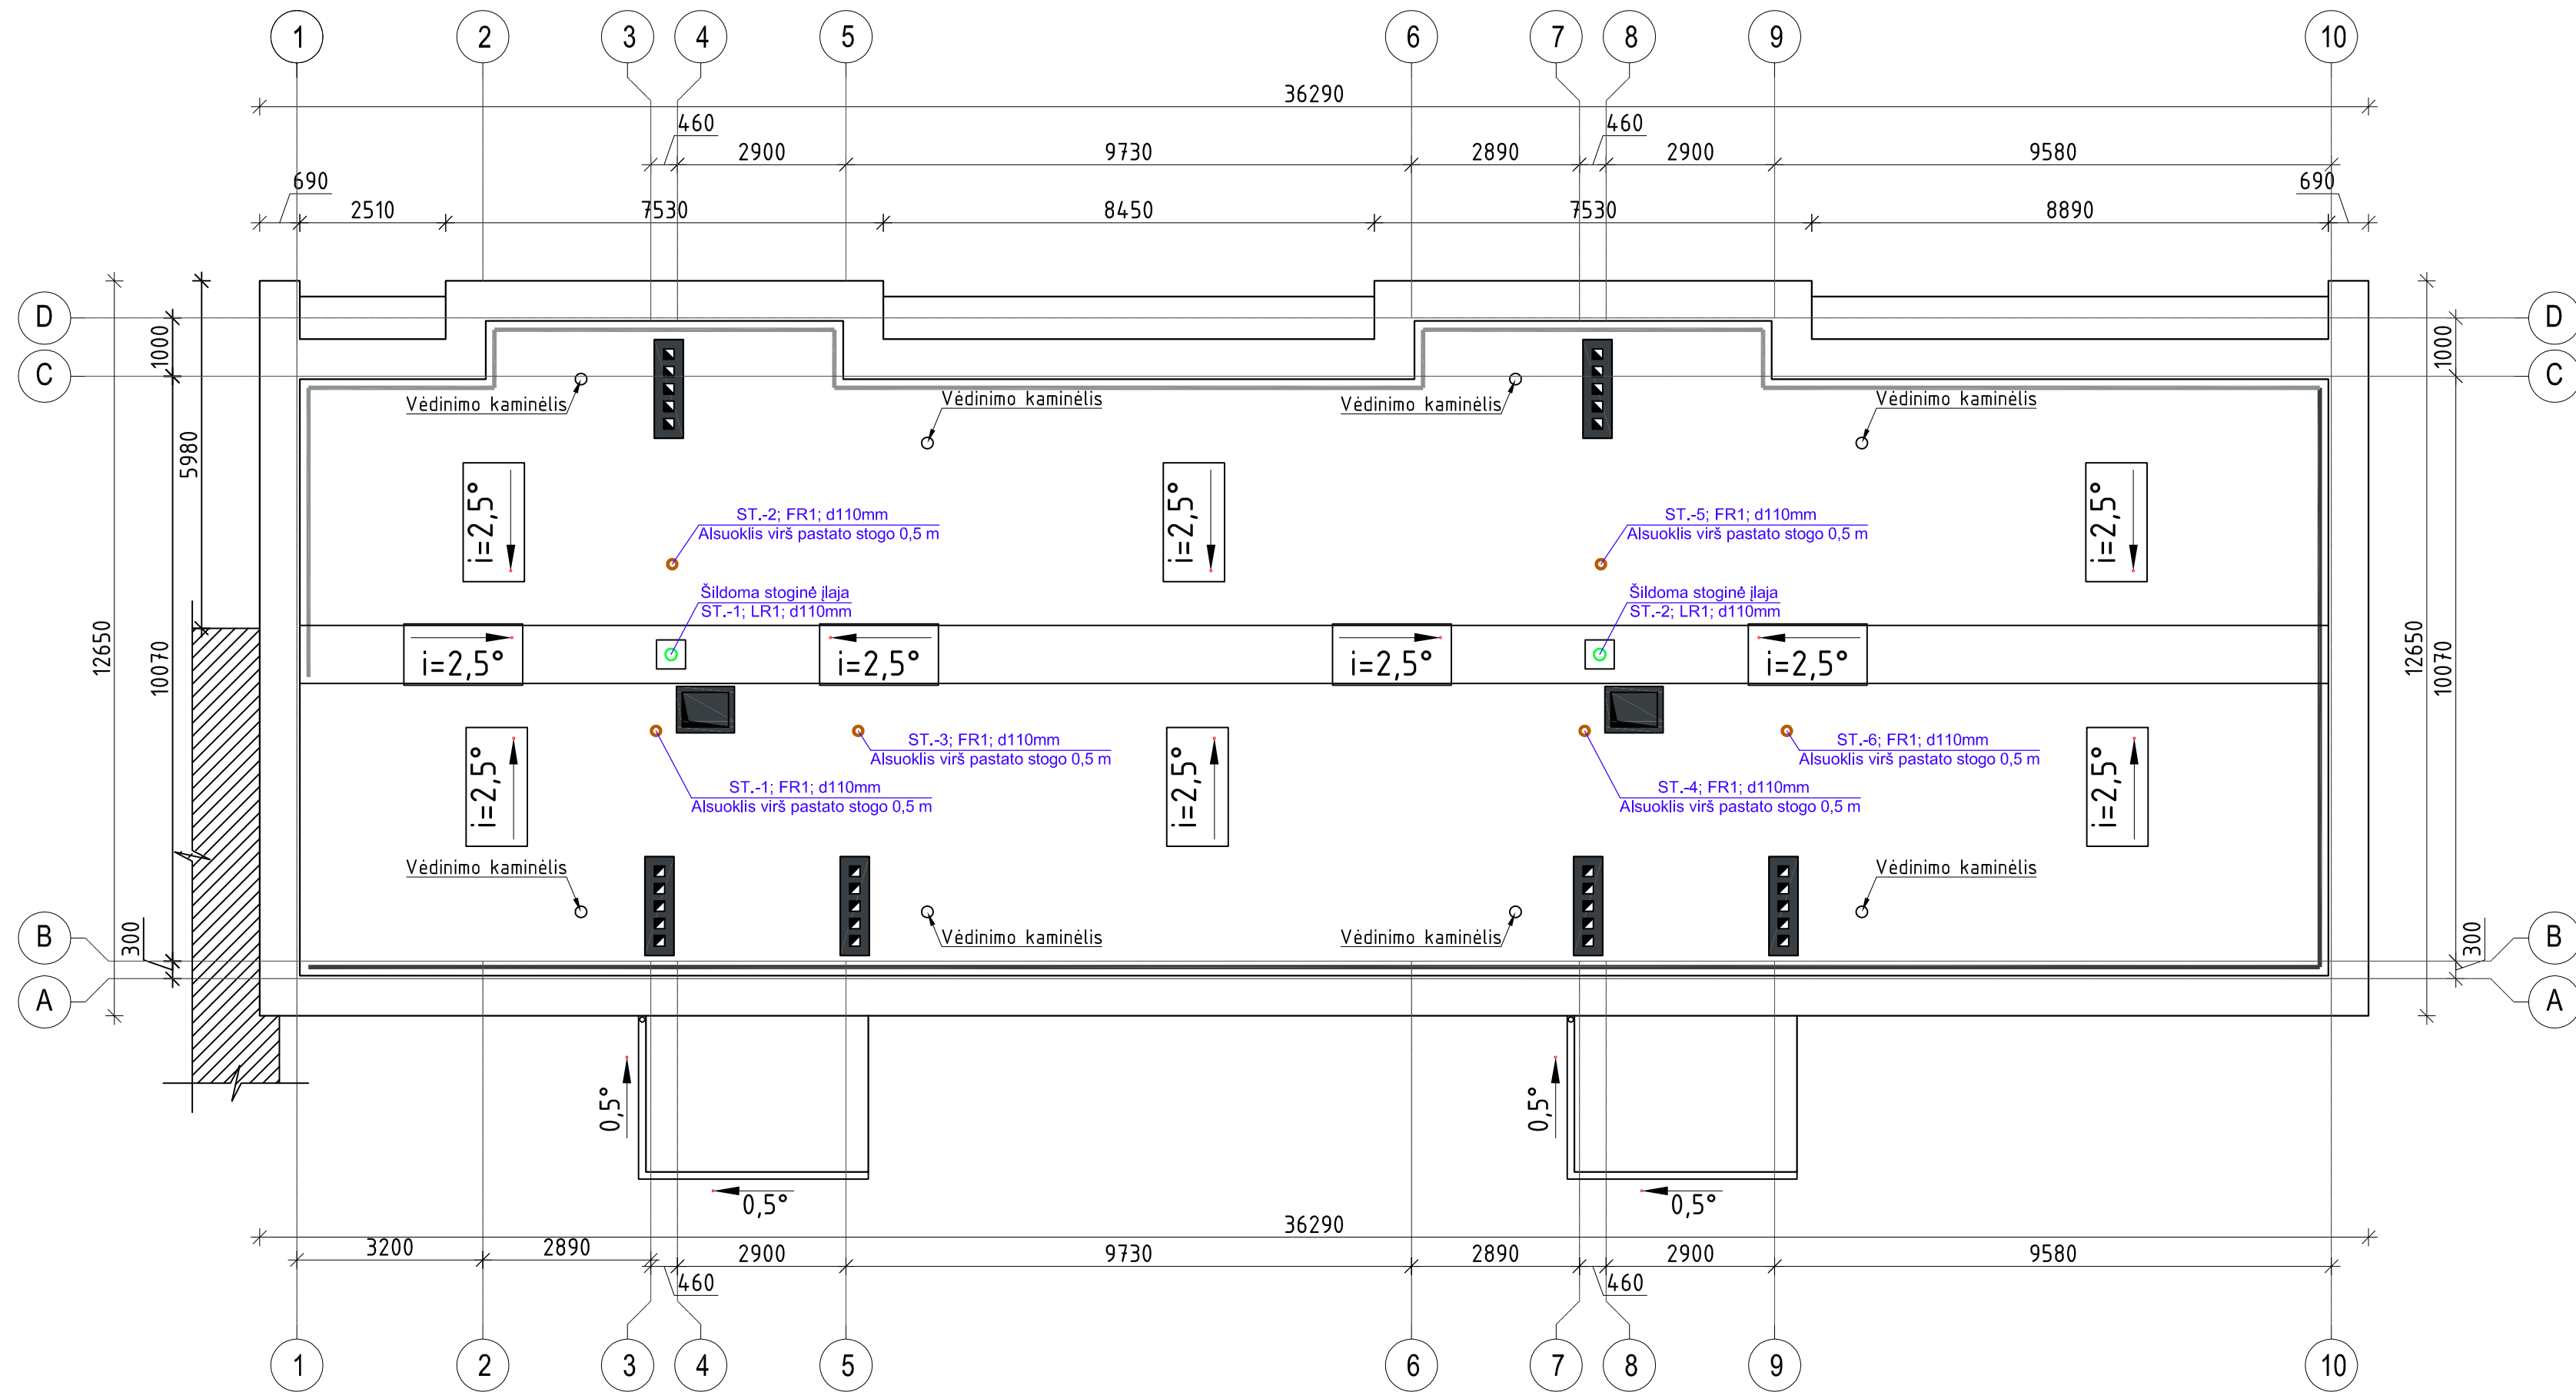 1 2 3 4 5 6 7 8 9 10
36290
460 460
2900 9730 2890 2900 9580
690 690
2510 7530 8450 7530 8890
D D
1000 1000
C C
Vėdinimo kaminėlis Vėdinimo kaminėlis Vėdinimo kaminėlis Vėdinimo kaminėlis
5980
i=2,5° i=2,5° i=2,5°
ST.-2; FR1; d110mm ST.-5; FR1; d110mm
Alsuoklis virš pastato stogo 0,5 m Alsuoklis virš pastato stogo 0,5 m
Šildoma stoginė įlaja Šildoma stoginė įlaja
ST.-1; LR1; d110mm ST.-2; LR1; d110mm
12650 10070 12650 10070
i=2,5° i=2,5° i=2,5° i=2,5°
ST.-3; FR1; d110mm ST.-6; FR1; d110mm
Alsuoklis virš pastato stogo 0,5 m Alsuoklis virš pastato stogo 0,5 m
i=2,5° i=2,5° i=2,5°
ST.-1; FR1; d110mm ST.-4; FR1; d110mm
Alsuoklis virš pastato stogo 0,5 m Alsuoklis virš pastato stogo 0,5 m
Vėdinimo kaminėlis Vėdinimo kaminėlis
Vėdinimo kaminėlis Vėdinimo kaminėlis
B 300 300 B
A A
0,5° 0,5°
0,5° 0,5°
36290
3200 2890 2900 9730 2890 2900 9580
460 460
1 2 3 4 5 6 7 8 9 10